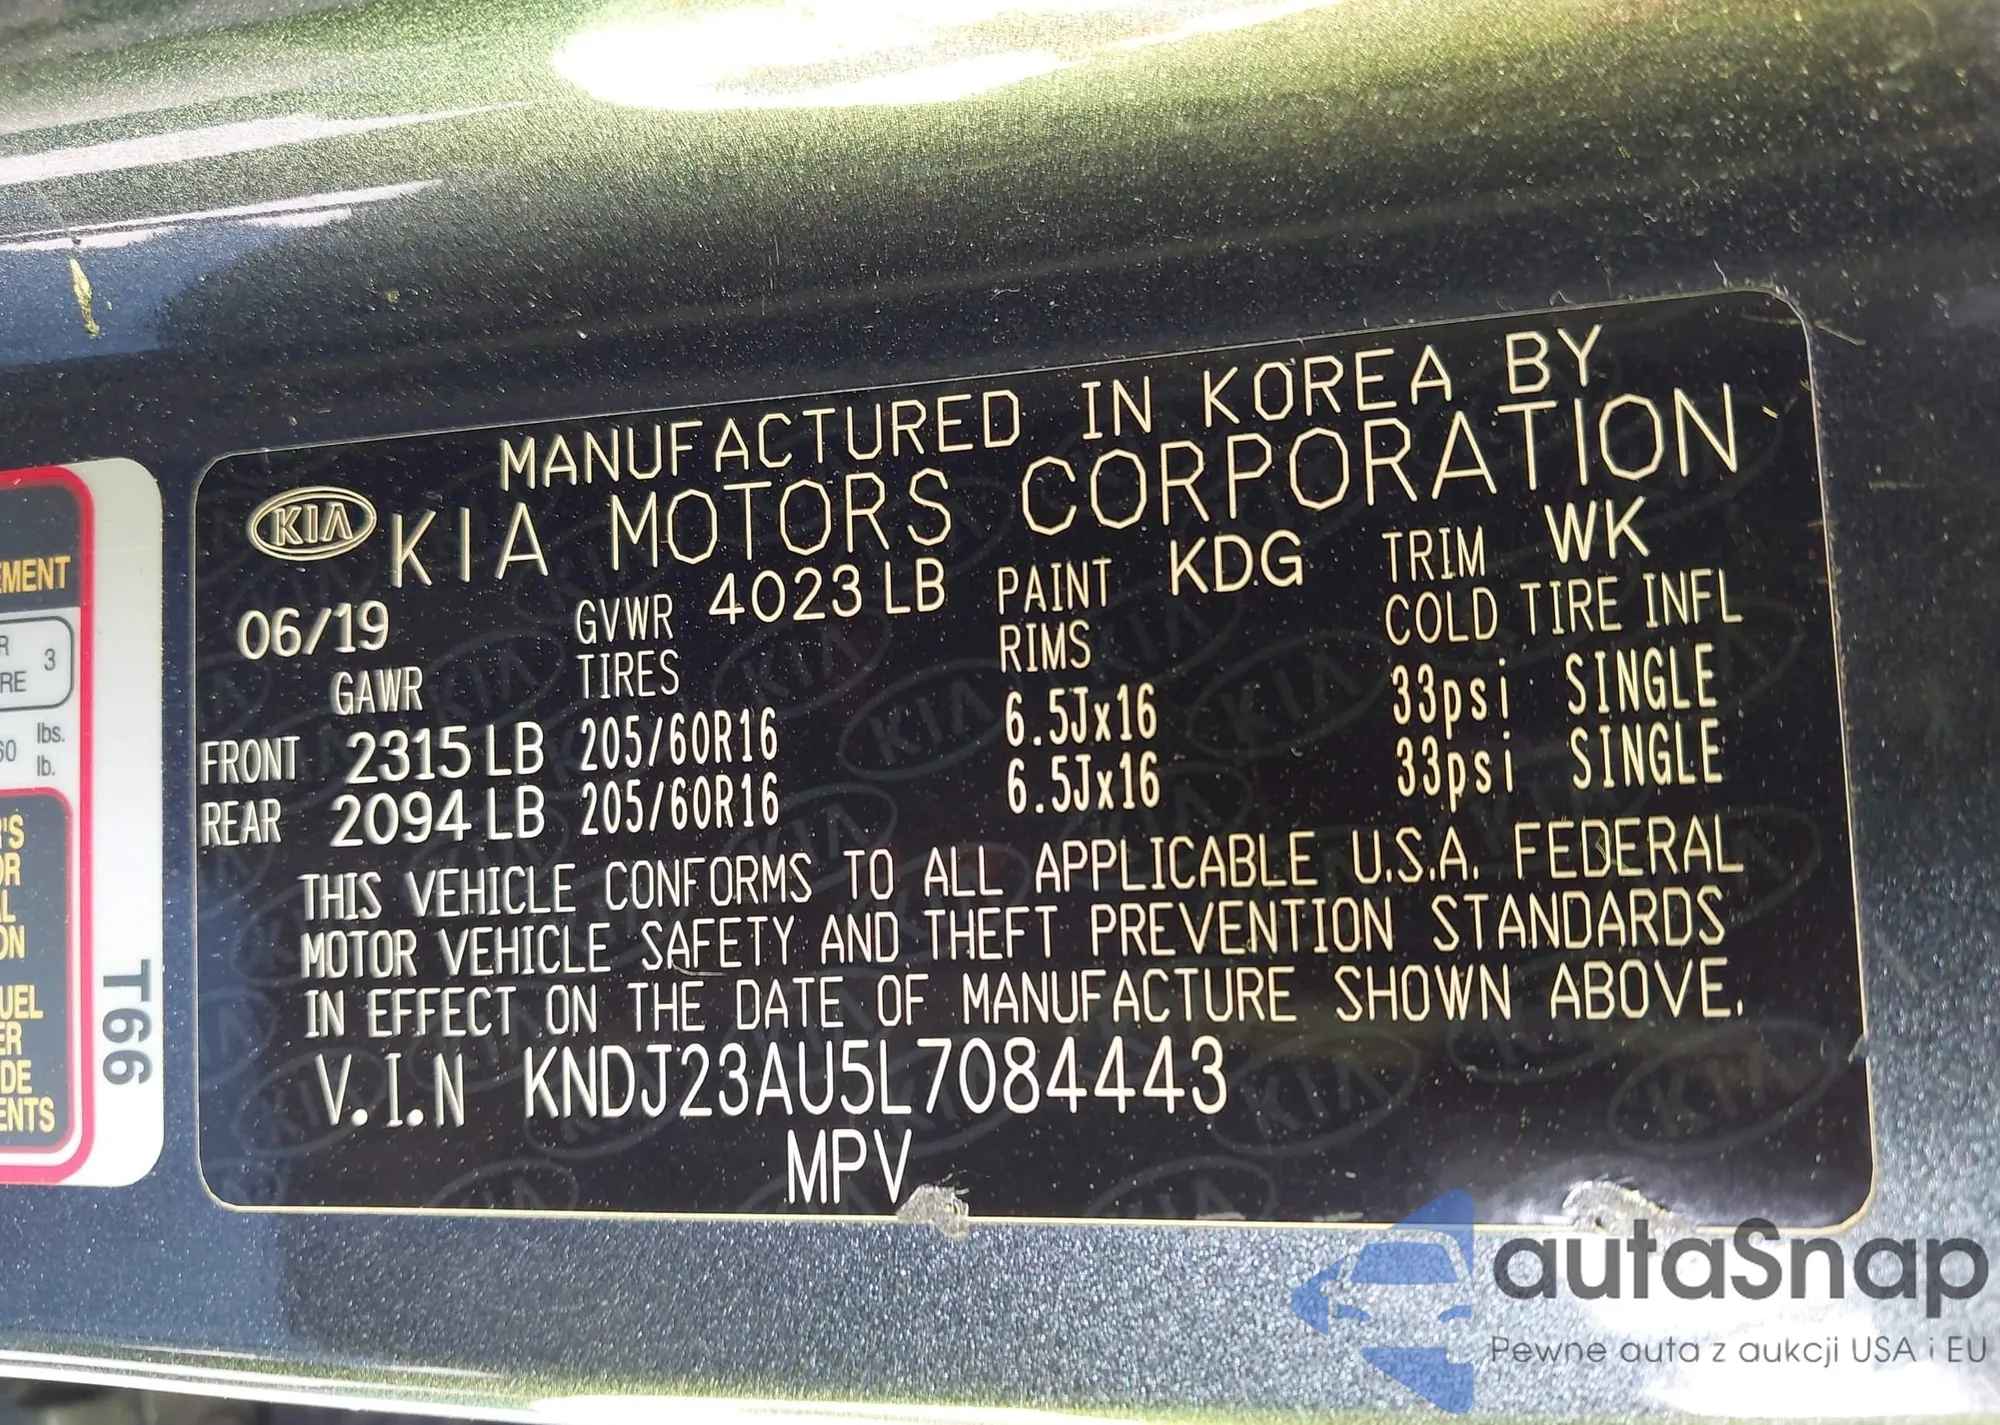 MANUFACTURED IN KOREA BY
KIA KIA MOTORS CORPORATION
06/19 GVWR 4023 LB PAINT KDG TRIM WK
GAWR TIRES RIMS COLD TIRE INFL
FRONT 2315 LB 205/60R16 6.5Jx16 33psi SINGLE
REAR 2094 LB 205/60R16 6.5Jx16 33psi SINGLE
THIS VEHICLE CONFORMS TO ALL APPLICABLE U.S.A. FEDERAL
MOTOR VEHICLE SAFETY AND THEFT PREVENTION STANDARDS
IN EFFECT ON THE DATE OF MANUFACTURE SHOWN ABOVE.
V.I.N KNDJ23AU5L7084443
MPV
3
lbs.
lb.
T66
autaSnap
Pewne auta z aukcji USA i EU